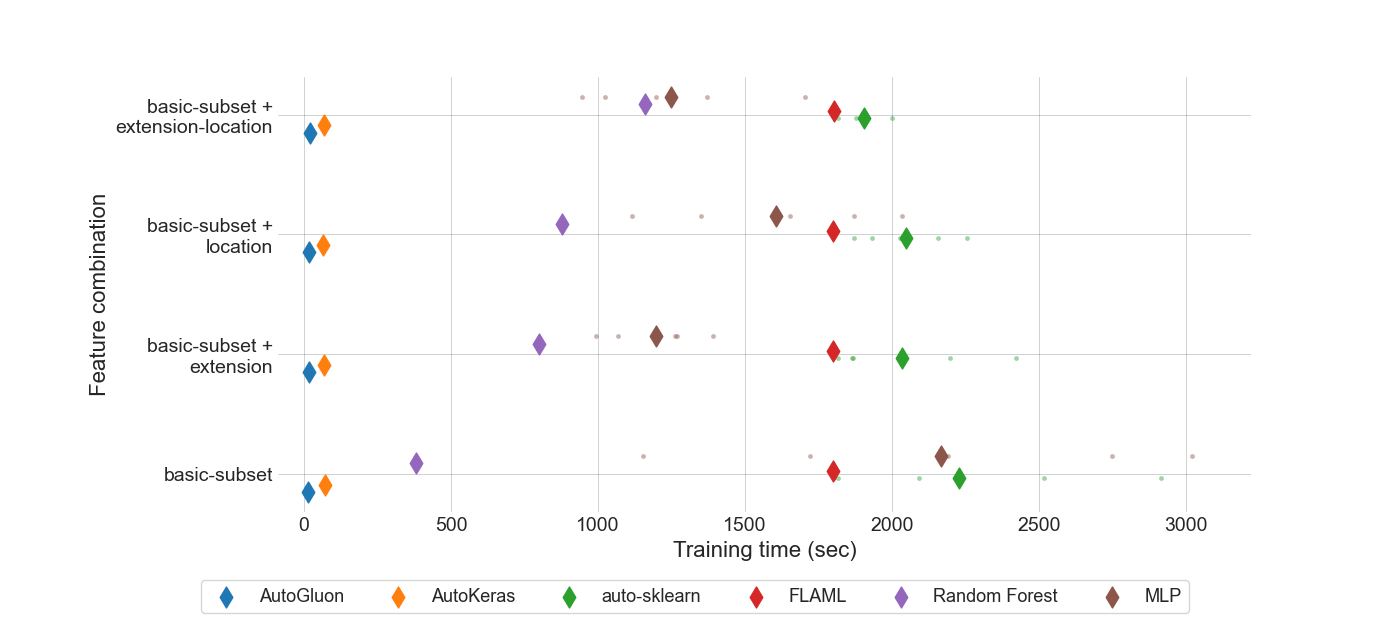 basic-subset +
extension-location
basic-subset +
location
basic-subset +
extension
basic-subset
Feature combination
0 500 1000 1500 2000 2500 3000
Training time (sec)
AutoGluon AutoKeras auto-sklearn FLAML Random Forest MLP